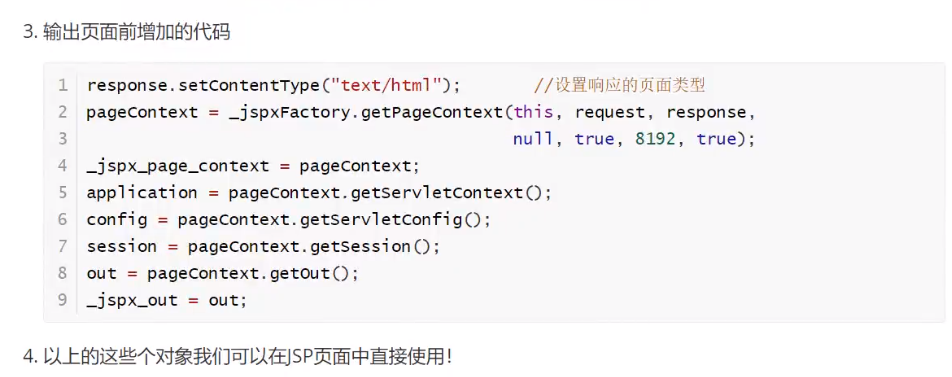 3. 输出页面前增加的代码
1 response.setContentType("text/html"); //设置响应的页面类型
2 pageContext = _jspxFactory.getPageContext(this, request, response,
3 null, true, 8192, true);
4 _jspx_page_context = pageContext;
5 application = pageContext.getServletContext();
6 config = pageContext.getServletConfig();
7 session = pageContext.getSession();
8 out = pageContext.getOut();
9 _jspx_out = out;
4. 以上的这些个对象我们可以在JSP页面中直接使用！